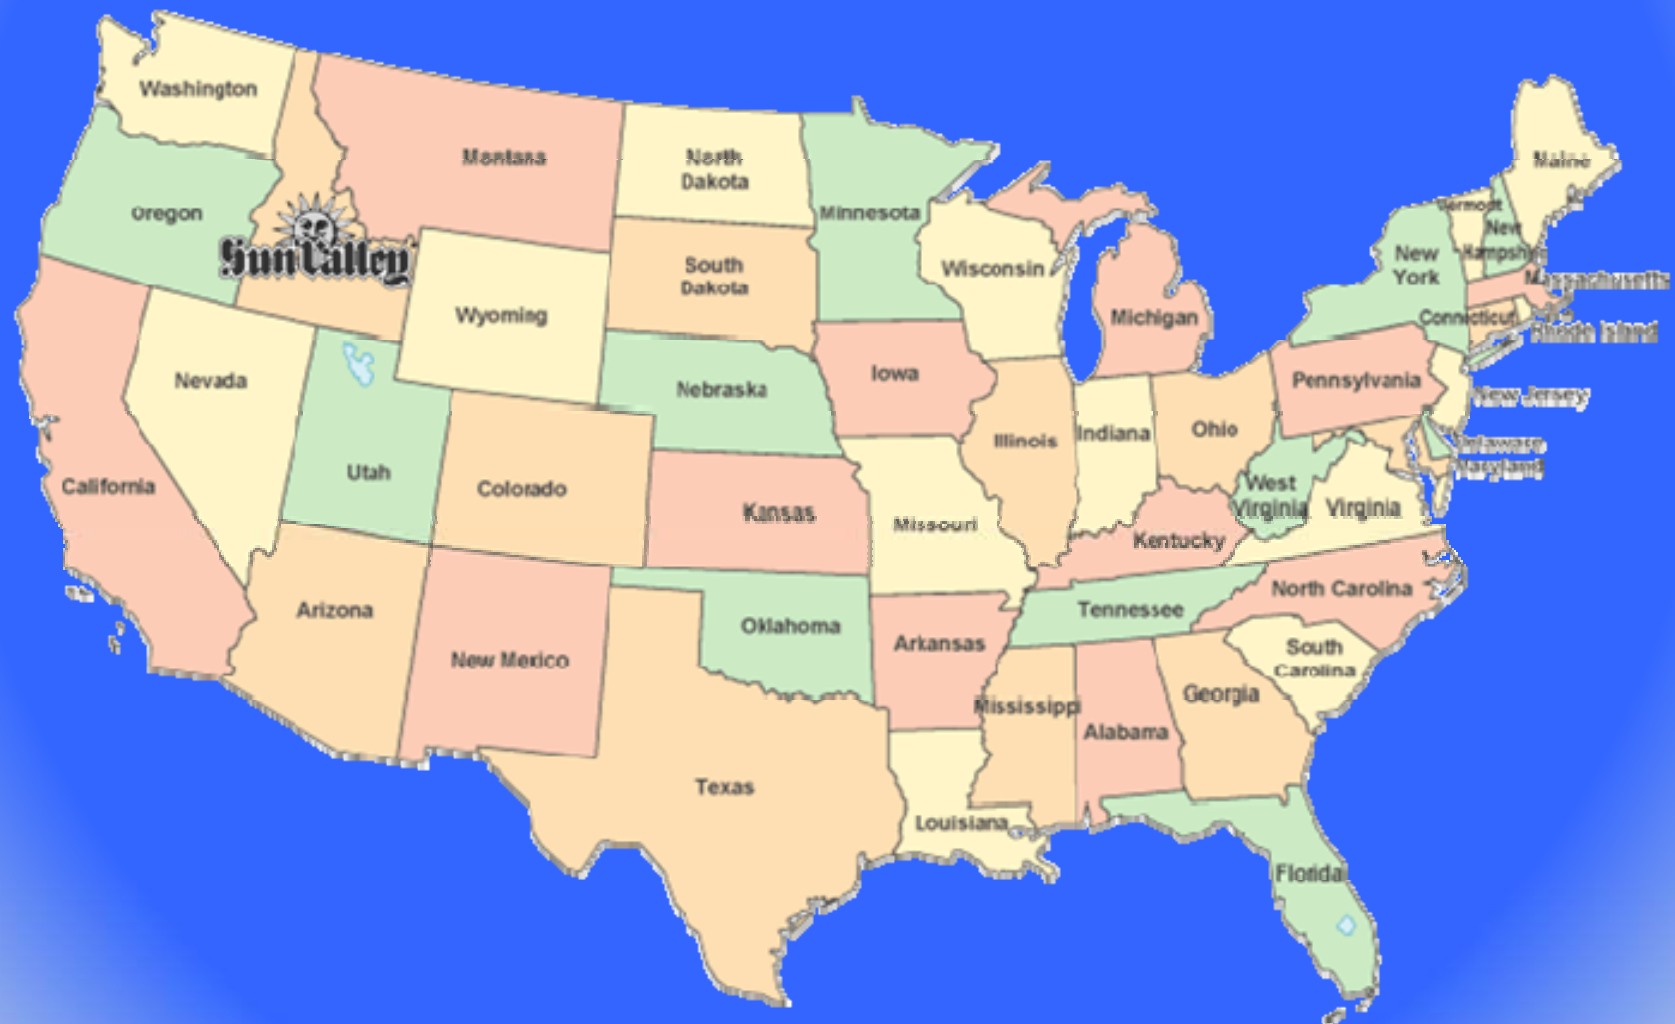 Washington
Montana
North
Dakota
Minnesota
Maine
Oregon
Sun Valley
Vermont
New
Hampshire
New
York
Massachusetts
Wisconsin
South
Dakota
Wyoming
Michigan
Connecticut
Rhode Island
Nevada
Nebraska
Iowa
Pennsylvania
New Jersey
Illinois
Indiana
Ohio
Delaware
Maryland
Utah
California
Colorado
Kansas
Missouri
West
Virginia
Virginia
Kentucky
Arizona
New Mexico
Oklahoma
Arkansas
Tennessee
North Carolina
South
Carolina
Mississippi
Alabama
Georgia
Texas
Louisiana
Florida